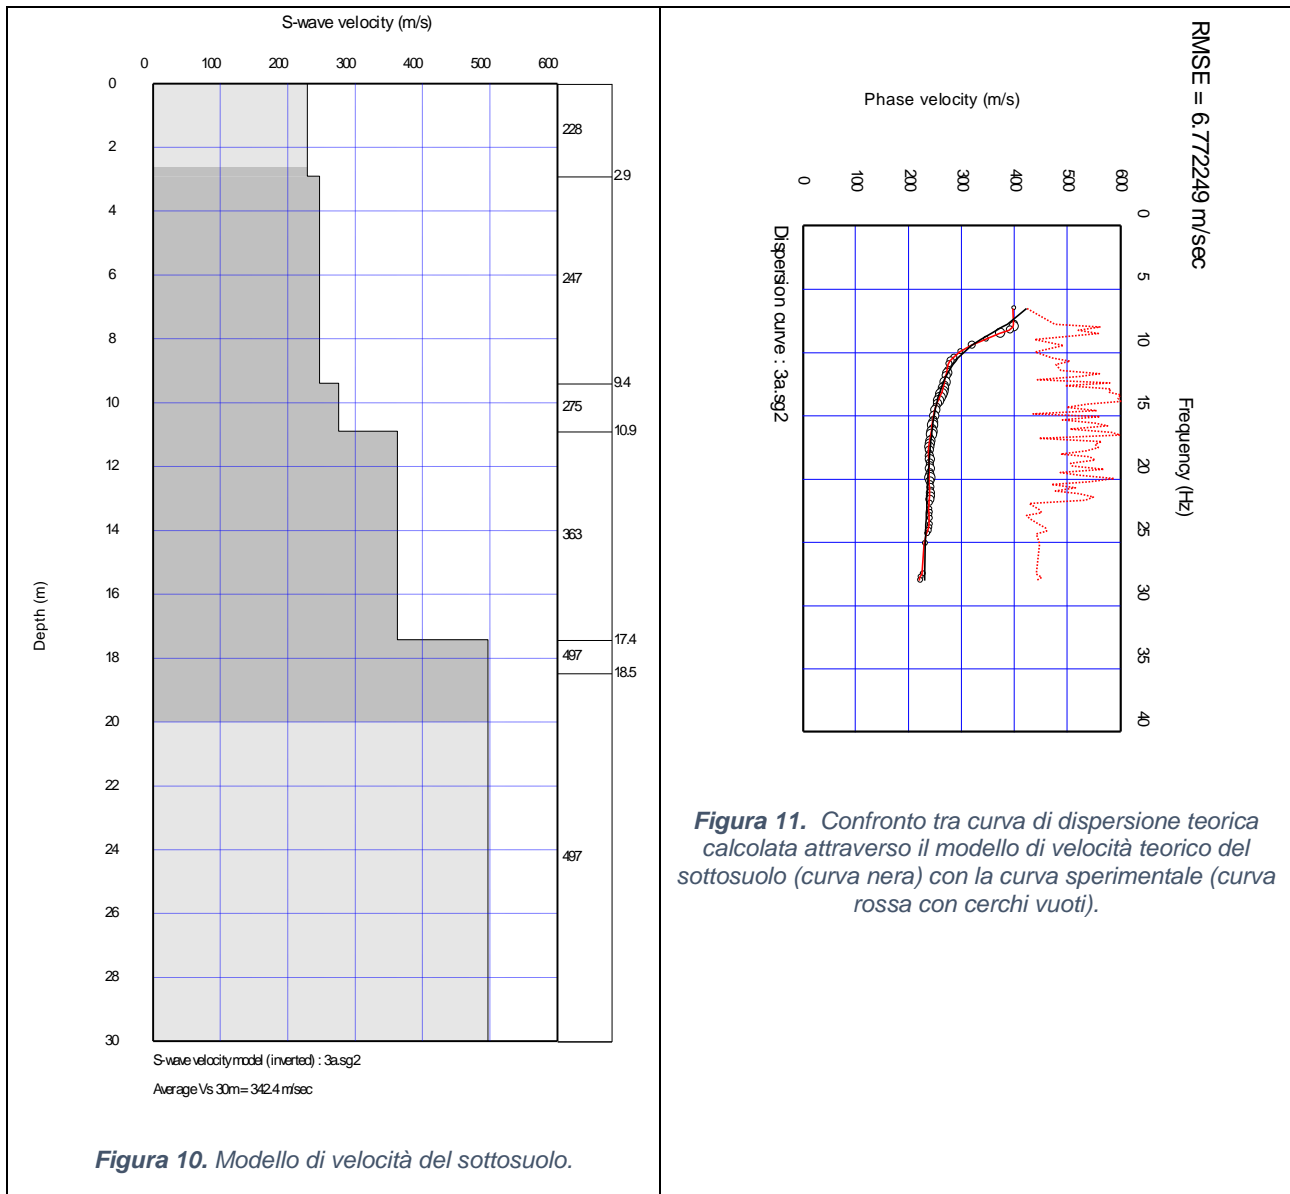 S-wave velocity (m/s)
0 100 200 300 400 500 600
0
2
4
6
8
10
12
14
16
18
20
22
24
26
28
30
Depth (m)
228
2.9
247
9.4
275
10.9
363
17.4
497
18.5
497
S-wave velocity model (inverted) : 3a.sg2
Average Vs 30m = 342.4 m/sec
Figura 10. Modello di velocità del sottosuolo.
RMSE = 6.772249 m/sec
Phase velocity (m/s)
0 100 200 300 400 500 600
0
5
10
15
20
25
30
35
40
Frequency (Hz)
Dispersion curve : 3a.sg2
Figura 11. Confronto tra curva di dispersione teorica
calcolata attraverso il modello di velocità teorico del
sottosuolo (curva nera) con la curva sperimentale (curva
rossa con cerchi vuoti).